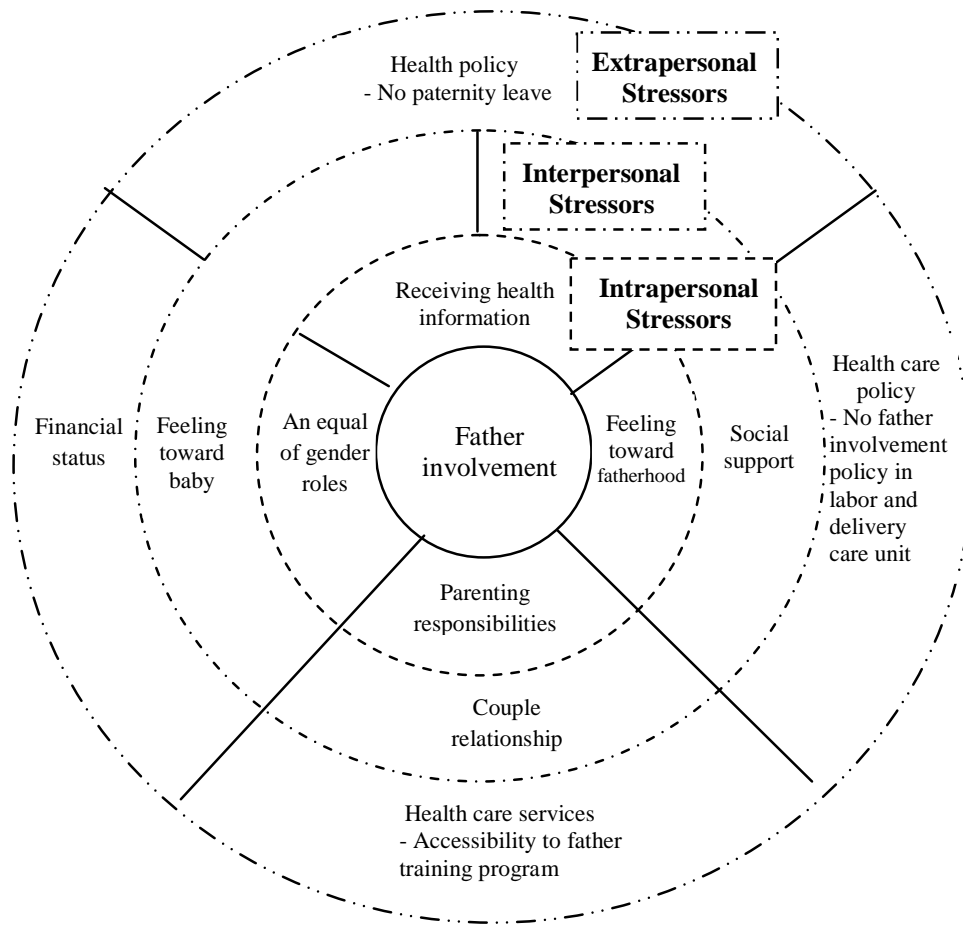 Health policy
- No paternity leave
Extrapersonal
Stressors
Interpersonal
Stressors
Receiving health
information
Intrapersonal
Stressors
Financial
status
Feeling
toward
baby
An equal
of gender
roles
Father
involvement
Feeling
toward
fatherhood
Social
support
Health care
policy
- No father
involvement
policy in
labor and
delivery
care unit
Parenting
responsibilities
Couple
relationship
Health care services
- Accessibility to father
training program